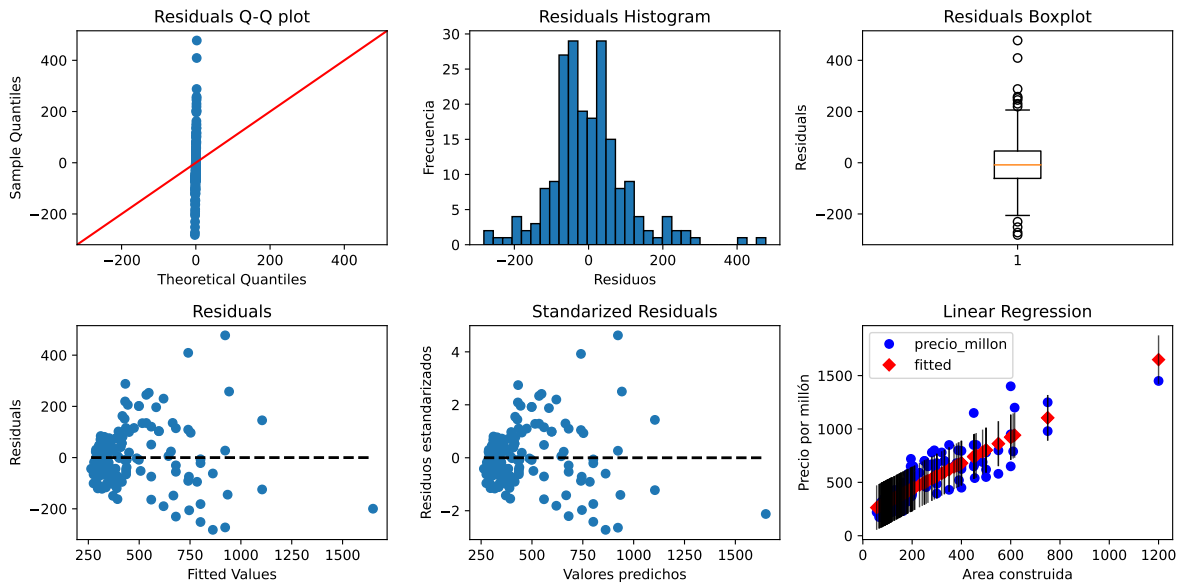 Residuals Q-Q plot
Sample Quantiles
400
200
0
−200
−200
0
200
400
Theoretical Quantiles
Residuals Histogram
Frecuencia
30
25
20
15
10
5
0
−200
0
200
400
Residuos
Residuals Boxplot
Residuals
400
200
0
−200
1
Residuals
Residuals
400
200
0
−200
250
500
750
1000
1250
1500
Fitted Values
Standarized Residuals
Residuos estandarizados
4
2
0
−2
250
500
750
1000
1250
1500
Valores predichos
Linear Regression
Precio por millón
1500
1000
500
0
precio_millon
fitted
0
200
400
600
800
1000
1200
Area construida